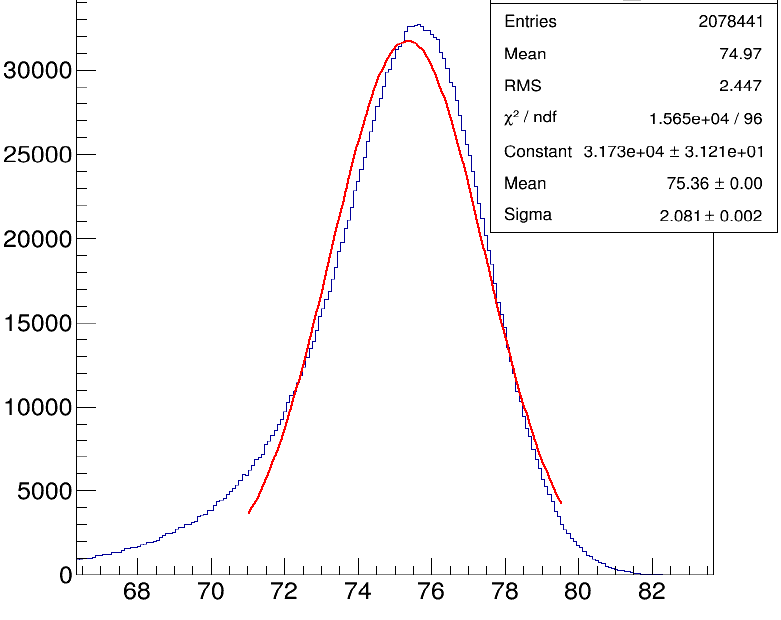 Entries 2078441
Mean 74.97
RMS 2.447
χ² / ndf 1.565e+04 / 96
Constant 3.173e+04 ± 3.121e+01
Mean 75.36 ± 0.00
Sigma 2.081 ± 0.002
30000
25000
20000
15000
10000
5000
0
68 70 72 74 76 78 80 82